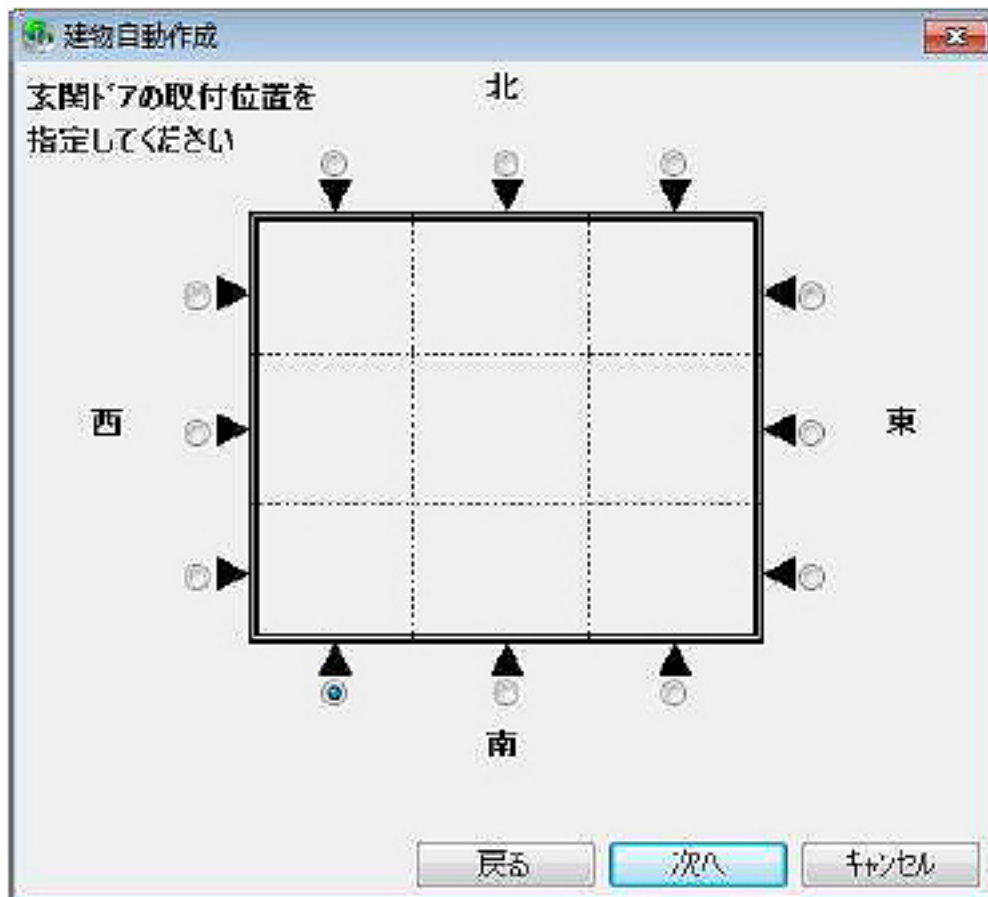 建物自動作成
玄関ドアの取付位置を
指定してください
北
西
東
南
戻る
次へ
キャンセル